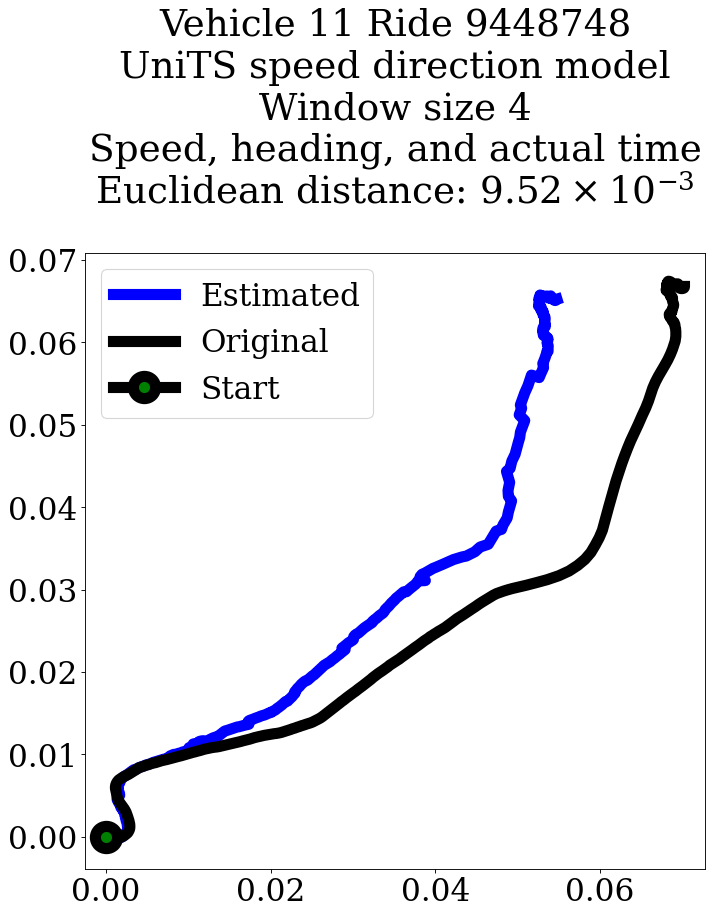 Vehicle 11 Ride 9448748
UniTS speed direction model
Window size 4
Speed, heading, and actual time
Euclidean distance: 9.52 × 10⁻³
0.07
Estimated
Original
0.06
Start
0.05
0.04
0.03
0.02
0.01
0.00
0.00 0.02 0.04 0.06